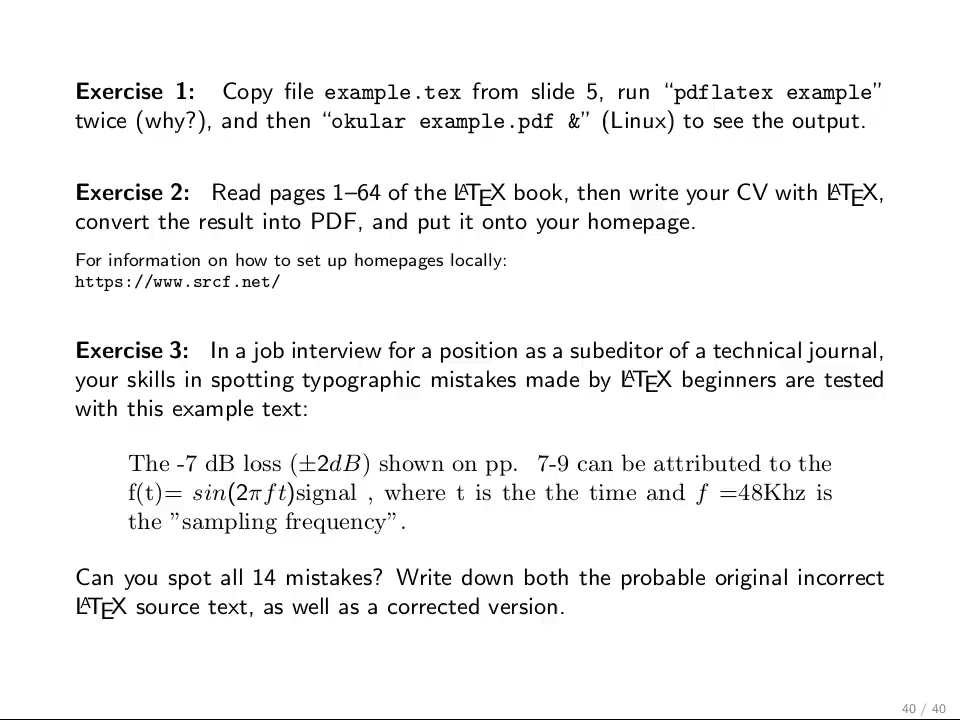 Exercise 1: Copy file example.tex from slide 5, run “pdflatex example”
twice (why?), and then “okular example.pdf &” (Linux) to see the output.
Exercise 2: Read pages 1–64 of the LATEX book, then write your CV with LATEX,
convert the result into PDF, and put it onto your homepage.
For information on how to set up homepages locally:
https://www.srcf.net/
Exercise 3: In a job interview for a position as a subeditor of a technical journal,
your skills in spotting typographic mistakes made by LATEX beginners are tested
with this example text:
The -7 dB loss (±2dB) shown on pp. 7-9 can be attributed to the
f(t)= sin(2πft)signal , where t is the the time and f =48Khz is
the ”sampling frequency”.
Can you spot all 14 mistakes? Write down both the probable original incorrect
LATEX source text, as well as a corrected version.
40 / 40